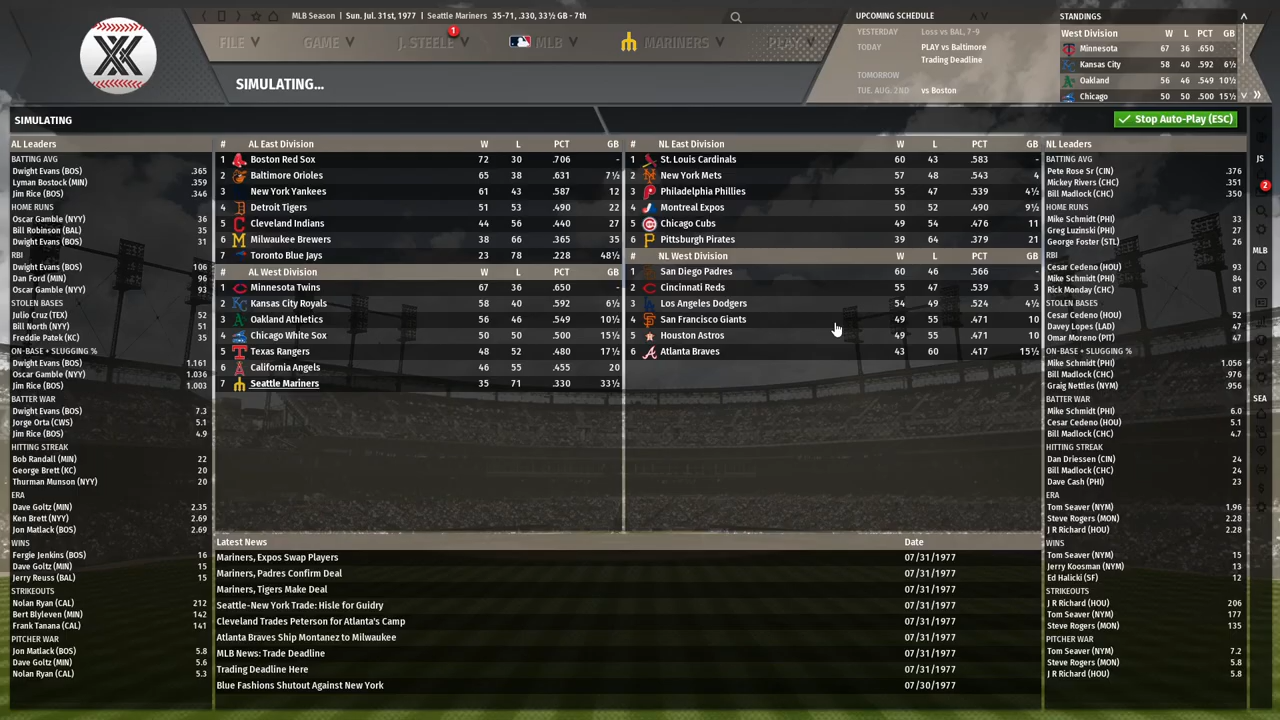 MLB Season | Sun. Jul. 31st, 1977 | Seattle Mariners 35-71, .330, 33½ GB - 7th
FILE GAME J. STEELE 1 MLB MARINERS PLAY
SIMULATING...
UPCOMING SCHEDULE
YESTERDAY Loss vs BAL, 7-9
TODAY PLAY vs Baltimore
Trading Deadline
TOMORROW
TUE. AUG. 2ND vs Boston
STANDINGS
West Division W L PCT GB
Minnesota 67 36 .650 -
Kansas City 58 40 .592 6½
Oakland 56 46 .549 10½
Chicago 50 50 .500 15½
SIMULATING
Stop Auto-Play (ESC)
AL Leaders
BATTING AVG
Dwight Evans (BOS) .365
Lyman Bostock (MIN) .359
Jim Rice (BOS) .346
HOME RUNS
Oscar Gamble (NYY) 36
Bill Robinson (BAL) 35
Dwight Evans (BOS) 31
RBI
Dwight Evans (BOS) 106
Dan Ford (MIN) 96
Oscar Gamble (NYY) 93
STOLEN BASES
Julio Cruz (TEX) 52
Bill North (NYY) 51
Freddie Patek (KC) 35
ON-BASE + SLUGGING %
Dwight Evans (BOS) 1.161
Oscar Gamble (NYY) 1.036
Jim Rice (BOS) 1.003
BATTER WAR
Dwight Evans (BOS) 7.3
Jorge Orta (CWS) 5.1
Jim Rice (BOS) 4.9
HITTING STREAK
Bob Randall (MIN) 22
George Brett (KC) 20
Thurman Munson (NYY) 20
ERA
Dave Goltz (MIN) 2.35
Ken Brett (NYY) 2.69
Jon Matlack (BOS) 2.69
WINS
Fergie Jenkins (BOS) 16
Dave Goltz (MIN) 15
Jerry Reuss (BAL) 15
STRIKEOUTS
Nolan Ryan (CAL) 212
Bert Blyleven (MIN) 142
Frank Tanana (CAL) 141
PITCHER WAR
Jon Matlack (BOS) 5.8
Dave Goltz (MIN) 5.6
Nolan Ryan (CAL) 5.3
# AL East Division W L PCT GB
1 Boston Red Sox 72 30 .706 -
2 Baltimore Orioles 65 38 .631 7½
3 New York Yankees 61 43 .587 12
4 Detroit Tigers 51 53 .490 22
5 Cleveland Indians 44 56 .440 27
6 Milwaukee Brewers 38 66 .365 35
7 Toronto Blue Jays 23 78 .228 48½
# AL West Division W L PCT GB
1 Minnesota Twins 67 36 .650 -
2 Kansas City Royals 58 40 .592 6½
3 Oakland Athletics 56 46 .549 10½
4 Chicago White Sox 50 50 .500 15½
5 Texas Rangers 48 52 .480 17½
6 California Angels 46 55 .455 20
7 Seattle Mariners 35 71 .330 33½
# NL East Division W L PCT GB
1 St. Louis Cardinals 60 43 .583 -
2 New York Mets 57 48 .543 4
3 Philadelphia Phillies 55 47 .539 4½
4 Montreal Expos 50 52 .490 9½
5 Chicago Cubs 49 54 .476 11
6 Pittsburgh Pirates 39 64 .379 21
# NL West Division W L PCT GB
1 San Diego Padres 60 46 .566 -
2 Cincinnati Reds 55 47 .539 3
3 Los Angeles Dodgers 54 49 .524 4½
4 San Francisco Giants 49 55 .471 10
5 Houston Astros 49 55 .471 10
6 Atlanta Braves 43 60 .417 15½
Latest News Date
Mariners, Expos Swap Players 07/31/1977
Mariners, Padres Confirm Deal 07/31/1977
Mariners, Tigers Make Deal 07/31/1977
Seattle-New York Trade: Hisle for Guidry 07/31/1977
Cleveland Trades Peterson for Atlanta's Camp 07/31/1977
Atlanta Braves Ship Montanez to Milwaukee 07/31/1977
MLB News: Trade Deadline 07/31/1977
Trading Deadline Here 07/31/1977
Blue Fashions Shutout Against New York 07/30/1977
NL Leaders
BATTING AVG
Pete Rose Sr (CIN) .376
Mickey Rivers (CHC) .351
Bill Madlock (CHC) .350
HOME RUNS
Mike Schmidt (PHI) 33
Greg Luzinski (PHI) 27
George Foster (STL) 26
RBI
Cesar Cedeno (HOU) 93
Mike Schmidt (PHI) 84
Rick Monday (CHC) 81
STOLEN BASES
Cesar Cedeno (HOU) 52
Davey Lopes (LAD) 47
Omar Moreno (PIT) 47
ON-BASE + SLUGGING %
Mike Schmidt (PHI) 1.056
Bill Madlock (CHC) .976
Graig Nettles (NYM) .956
BATTER WAR
Mike Schmidt (PHI) 6.0
Cesar Cedeno (HOU) 5.1
Bill Madlock (CHC) 4.7
HITTING STREAK
Dan Driessen (CIN) 24
Bill Madlock (CHC) 24
Dave Cash (PHI) 23
ERA
Tom Seaver (NYM) 1.96
Steve Rogers (MON) 2.28
J R Richard (HOU) 2.28
WINS
Tom Seaver (NYM) 15
Jerry Koosman (NYM) 13
Ed Halicki (SF) 12
STRIKEOUTS
J R Richard (HOU) 206
Tom Seaver (NYM) 177
Steve Rogers (MON) 135
PITCHER WAR
Tom Seaver (NYM) 7.2
Steve Rogers (MON) 5.8
J R Richard (HOU) 5.8
JS
2
MLB
SEA